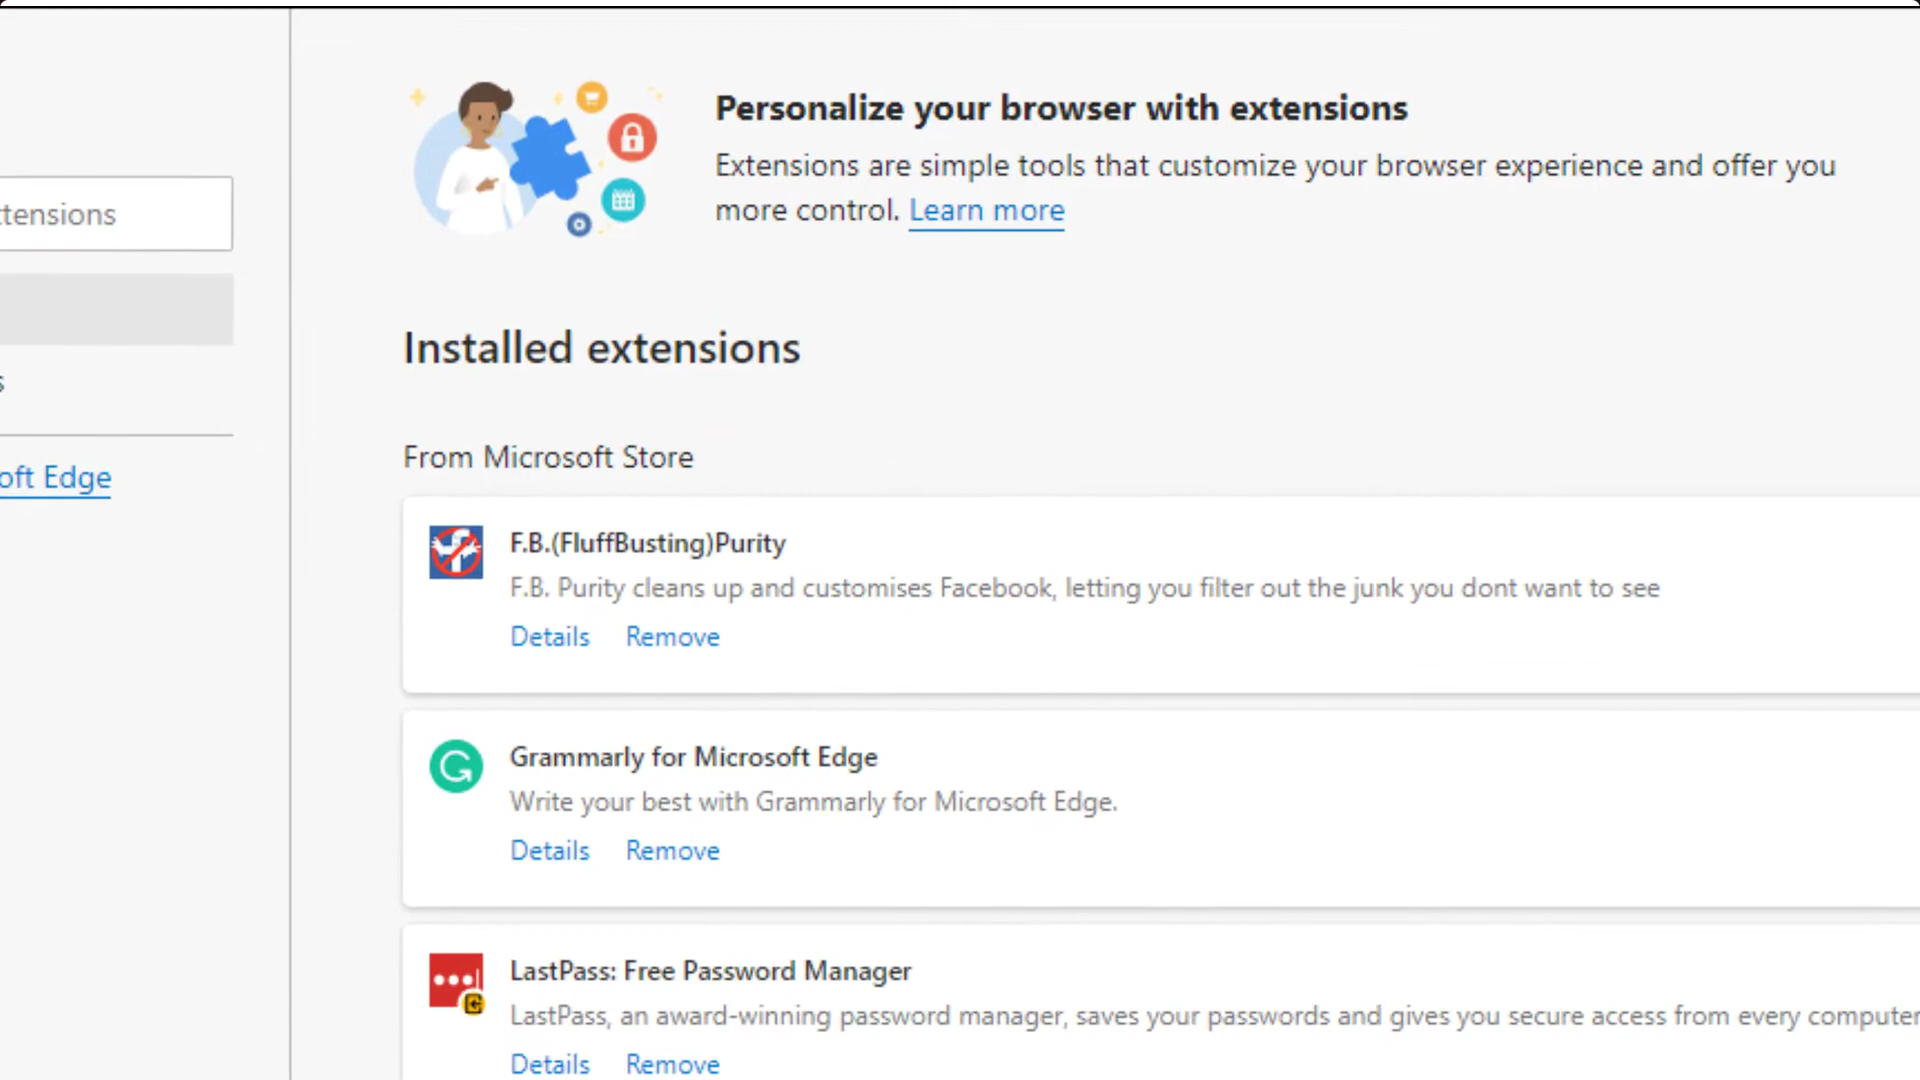 Personalize your browser with extensions
Extensions are simple tools that customize your browser experience and offer you
more control. Learn more
tensions
s
oft Edge
Installed extensions
From Microsoft Store
F.B.(FluffBusting)Purity
F.B. Purity cleans up and customises Facebook, letting you filter out the junk you dont want to see
Details Remove
Grammarly for Microsoft Edge
Write your best with Grammarly for Microsoft Edge.
Details Remove
LastPass: Free Password Manager
LastPass, an award-winning password manager, saves your passwords and gives you secure access from every computer
Details Remove